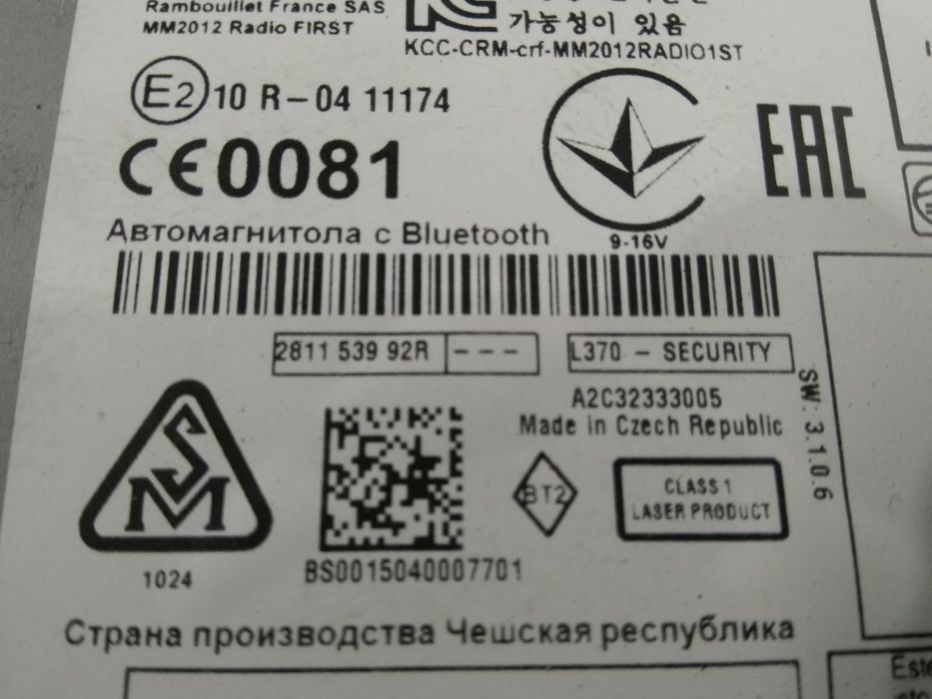 Rambouillet France SAS
MM2012 Radio FIRST
가능성이 있음
KCC-CRM-crf-MM2012RADIO1ST
E2 10 R-04 11174
CE0081
EAC
Автомагнитола с Bluetooth
9-16V
2811 539 92R ---
L370 - SECURITY
A2C32333005
Made in Czech Republic
SW: 3.1.0.6
SM
BT2
CLASS 1
LASER PRODUCT
1024
BS0015040007701
Страна производства Чешская республика
Este